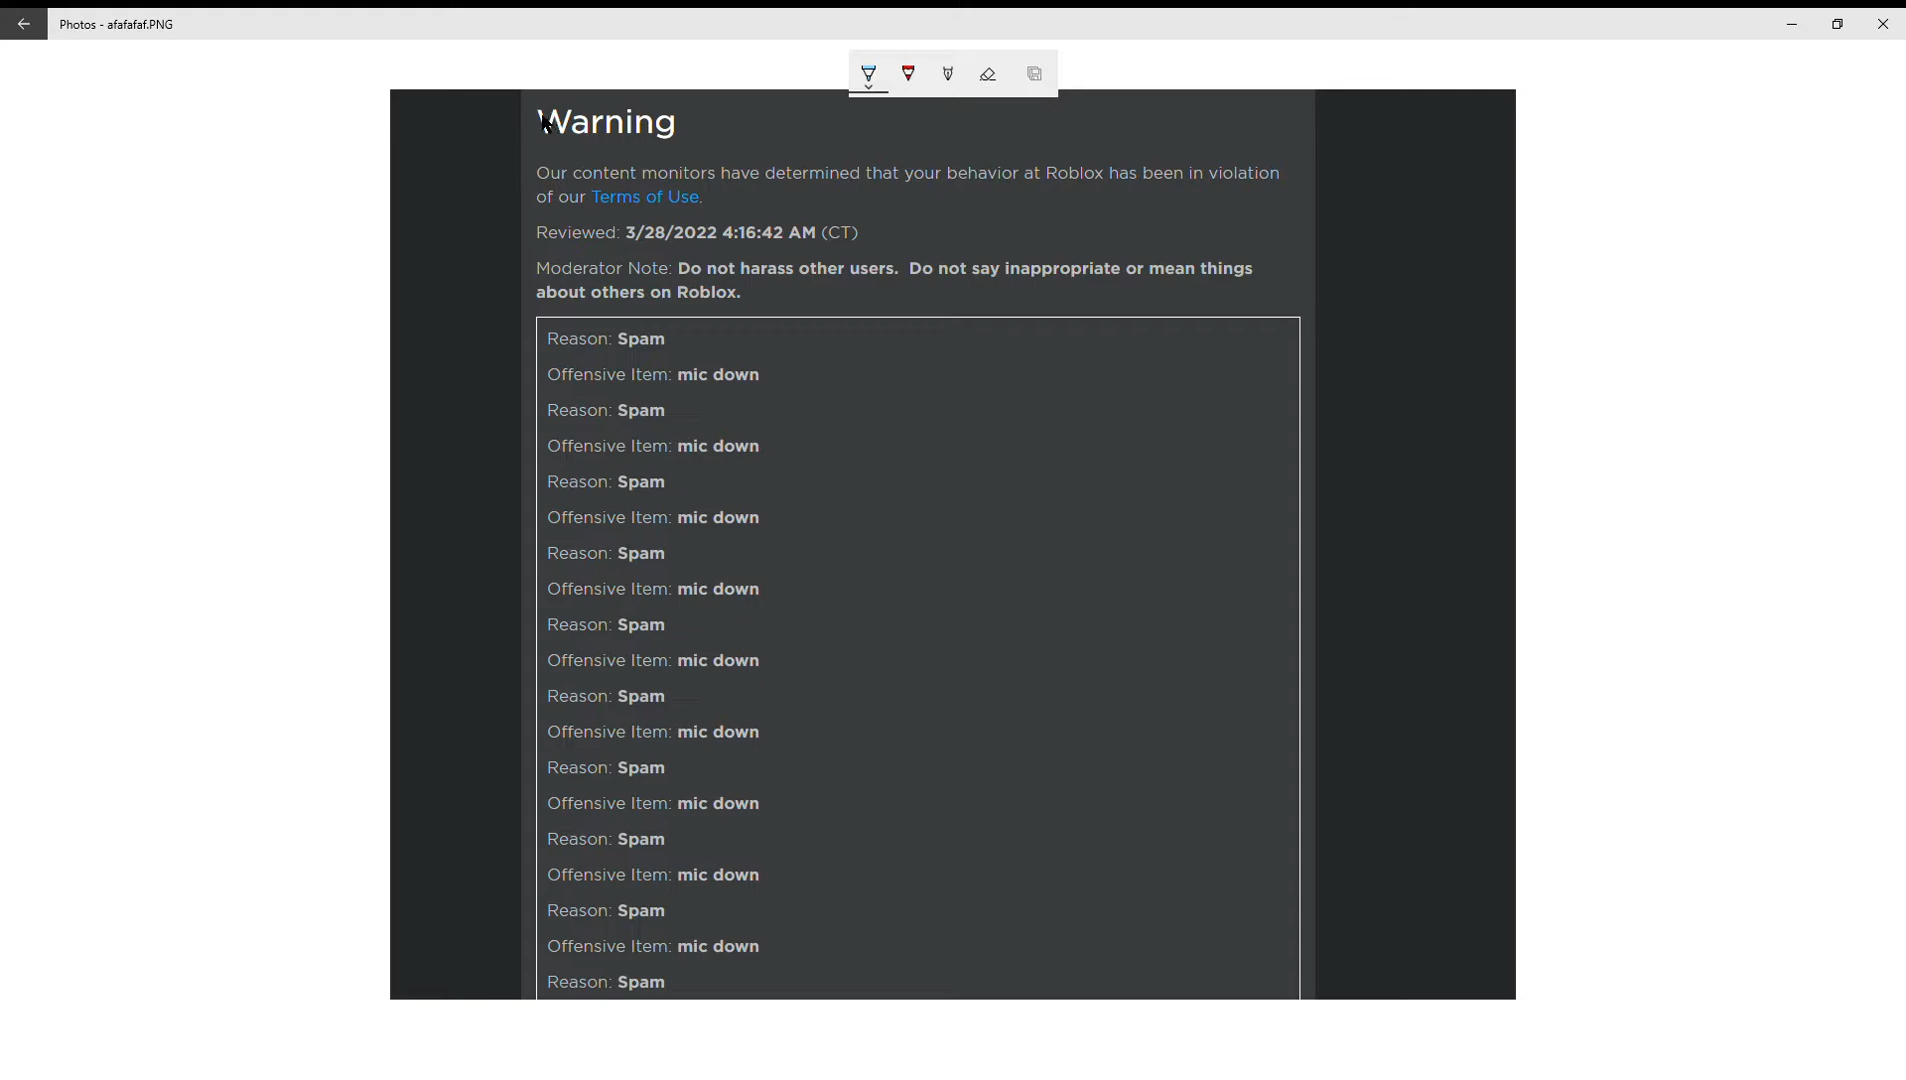 Photos - afafafaf.PNG
Warning
Our content monitors have determined that your behavior at Roblox has been in violation
of our Terms of Use.
Reviewed: 3/28/2022 4:16:42 AM (CT)
Moderator Note: Do not harass other users.  Do not say inappropriate or mean things
about others on Roblox.
Reason: Spam
Offensive Item: mic down
Reason: Spam
Offensive Item: mic down
Reason: Spam
Offensive Item: mic down
Reason: Spam
Offensive Item: mic down
Reason: Spam
Offensive Item: mic down
Reason: Spam
Offensive Item: mic down
Reason: Spam
Offensive Item: mic down
Reason: Spam
Offensive Item: mic down
Reason: Spam
Offensive Item: mic down
Reason: Spam